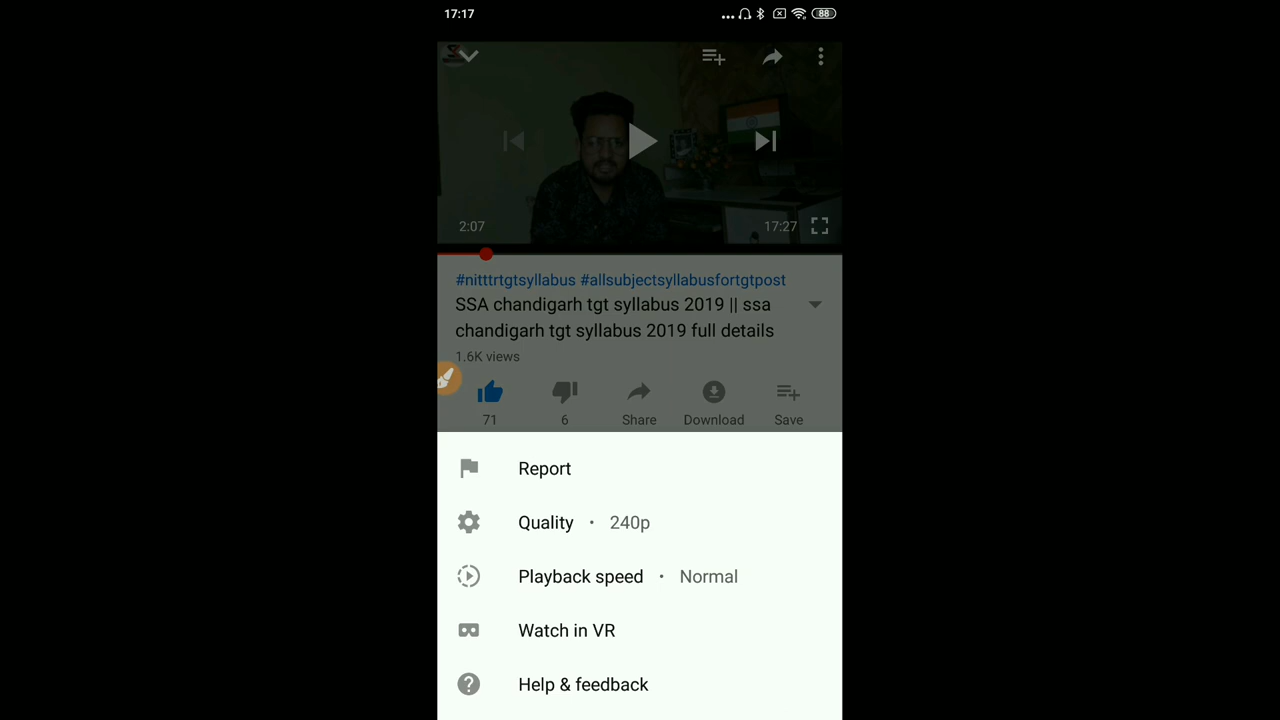 17:17
88
2:07
17:27
#nitttrtgtsyllabus #allsubjectsyllabusfortgtpost
SSA chandigarh tgt syllabus 2019 || ssa
chandigarh tgt syllabus 2019 full details
1.6K views
71
6
Share
Download
Save
Report
Quality • 240p
Playback speed • Normal
Watch in VR
Help & feedback